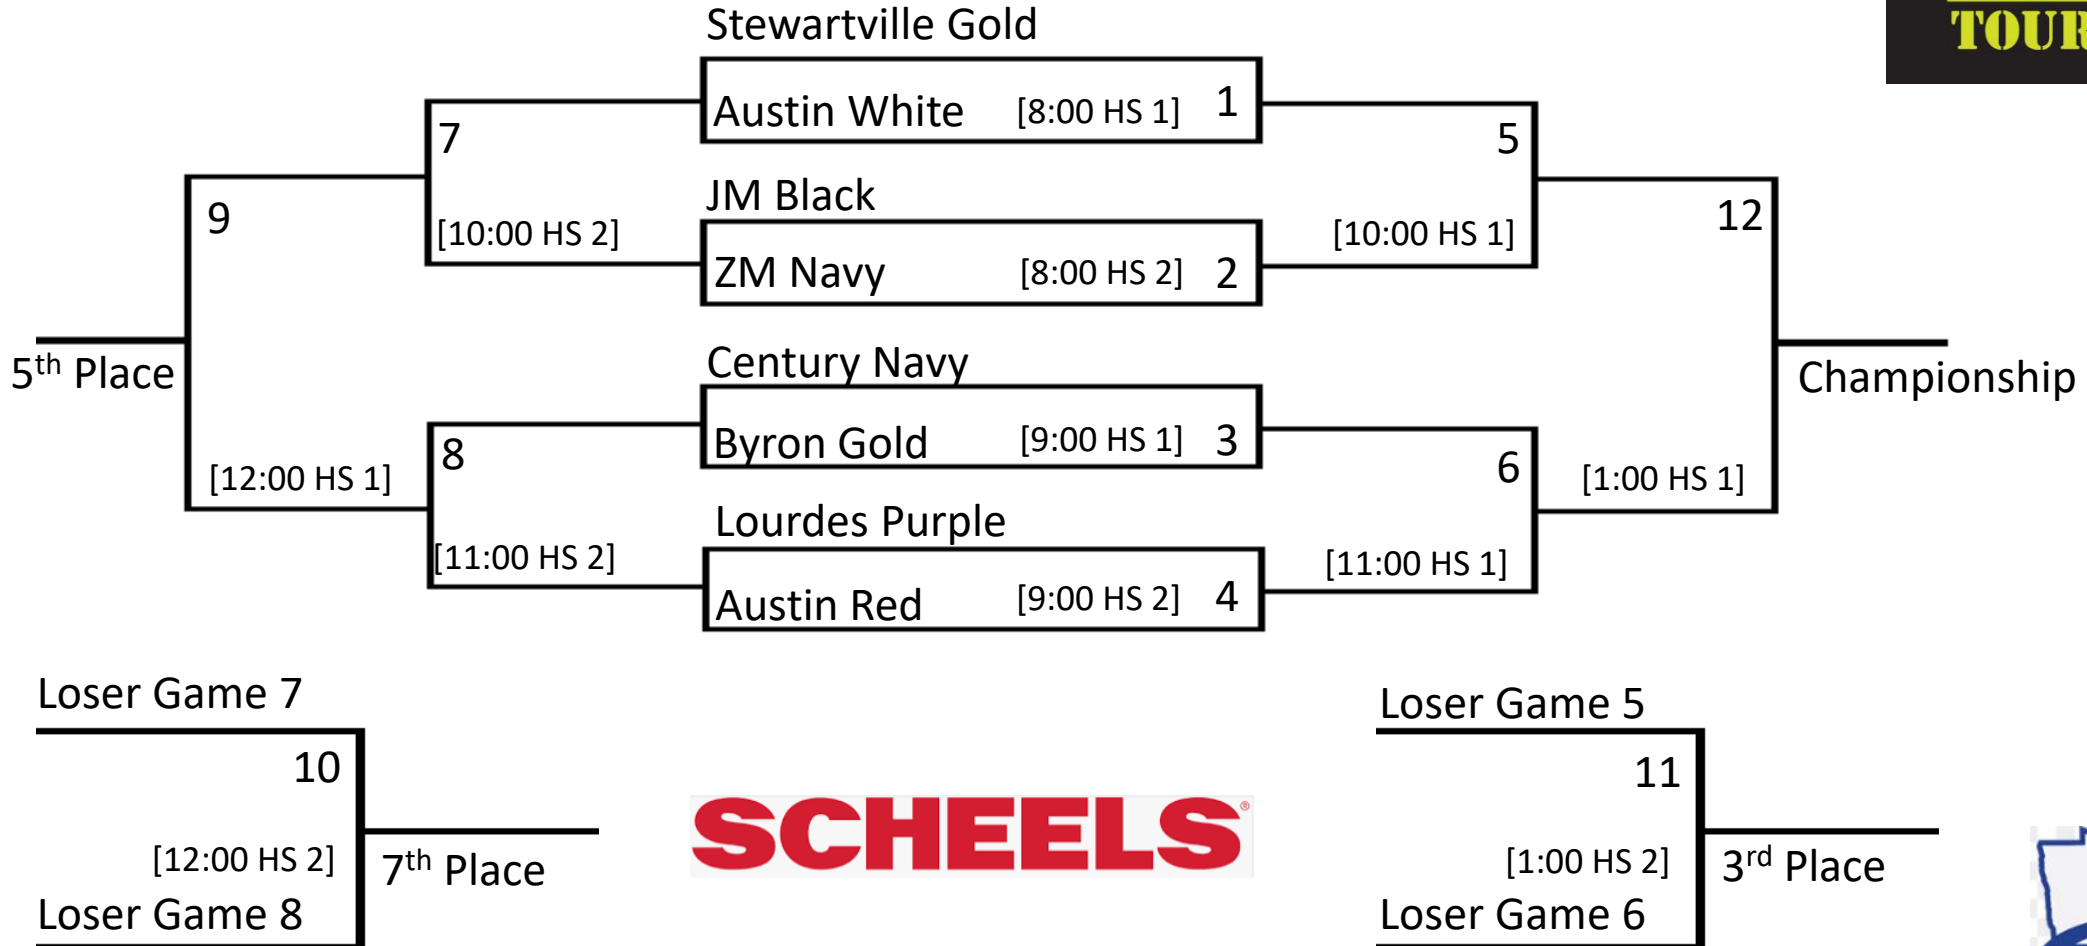 TOUR
Stewartville Gold
Austin White [8:00 HS 1] 1
7
5
JM Black
9
12
[10:00 HS 2]
[10:00 HS 1]
ZM Navy [8:00 HS 2] 2
5th Place
Century Navy
Championship
Byron Gold [9:00 HS 1] 3
8
6
[12:00 HS 1]
[1:00 HS 1]
Lourdes Purple
[11:00 HS 2]
[11:00 HS 1]
Austin Red [9:00 HS 2] 4
Loser Game 7
10
[12:00 HS 2]
7th Place
Loser Game 8
SCHEELS®
Loser Game 5
11
[1:00 HS 2]
3rd Place
Loser Game 6